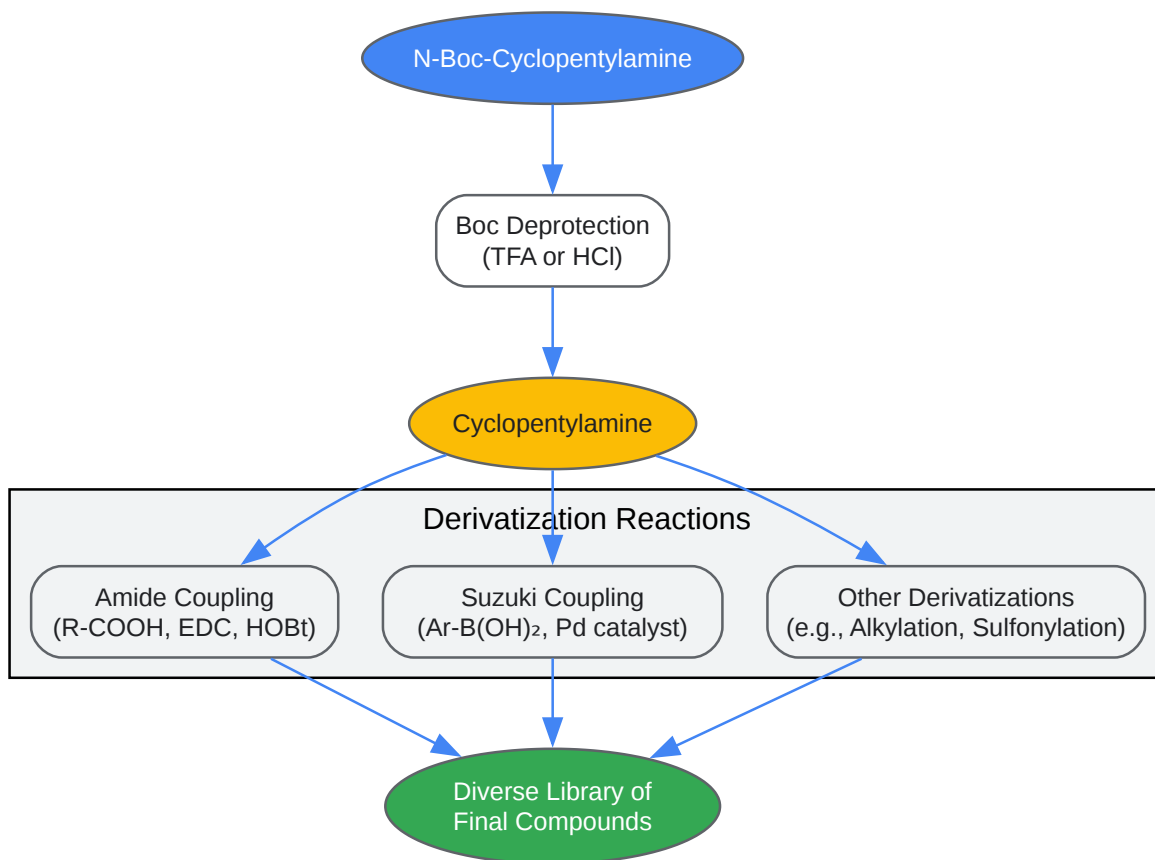 N-Boc-Cyclopentylamine
Boc Deprotection
(TFA or HCl)
Cyclopentylamine
Derivatization Reactions
Amide Coupling
(R-COOH, EDC, HOBt)
Suzuki Coupling
(Ar-B(OH)₂, Pd catalyst)
Other Derivatizations
(e.g., Alkylation, Sulfonylation)
Diverse Library of
Final Compounds